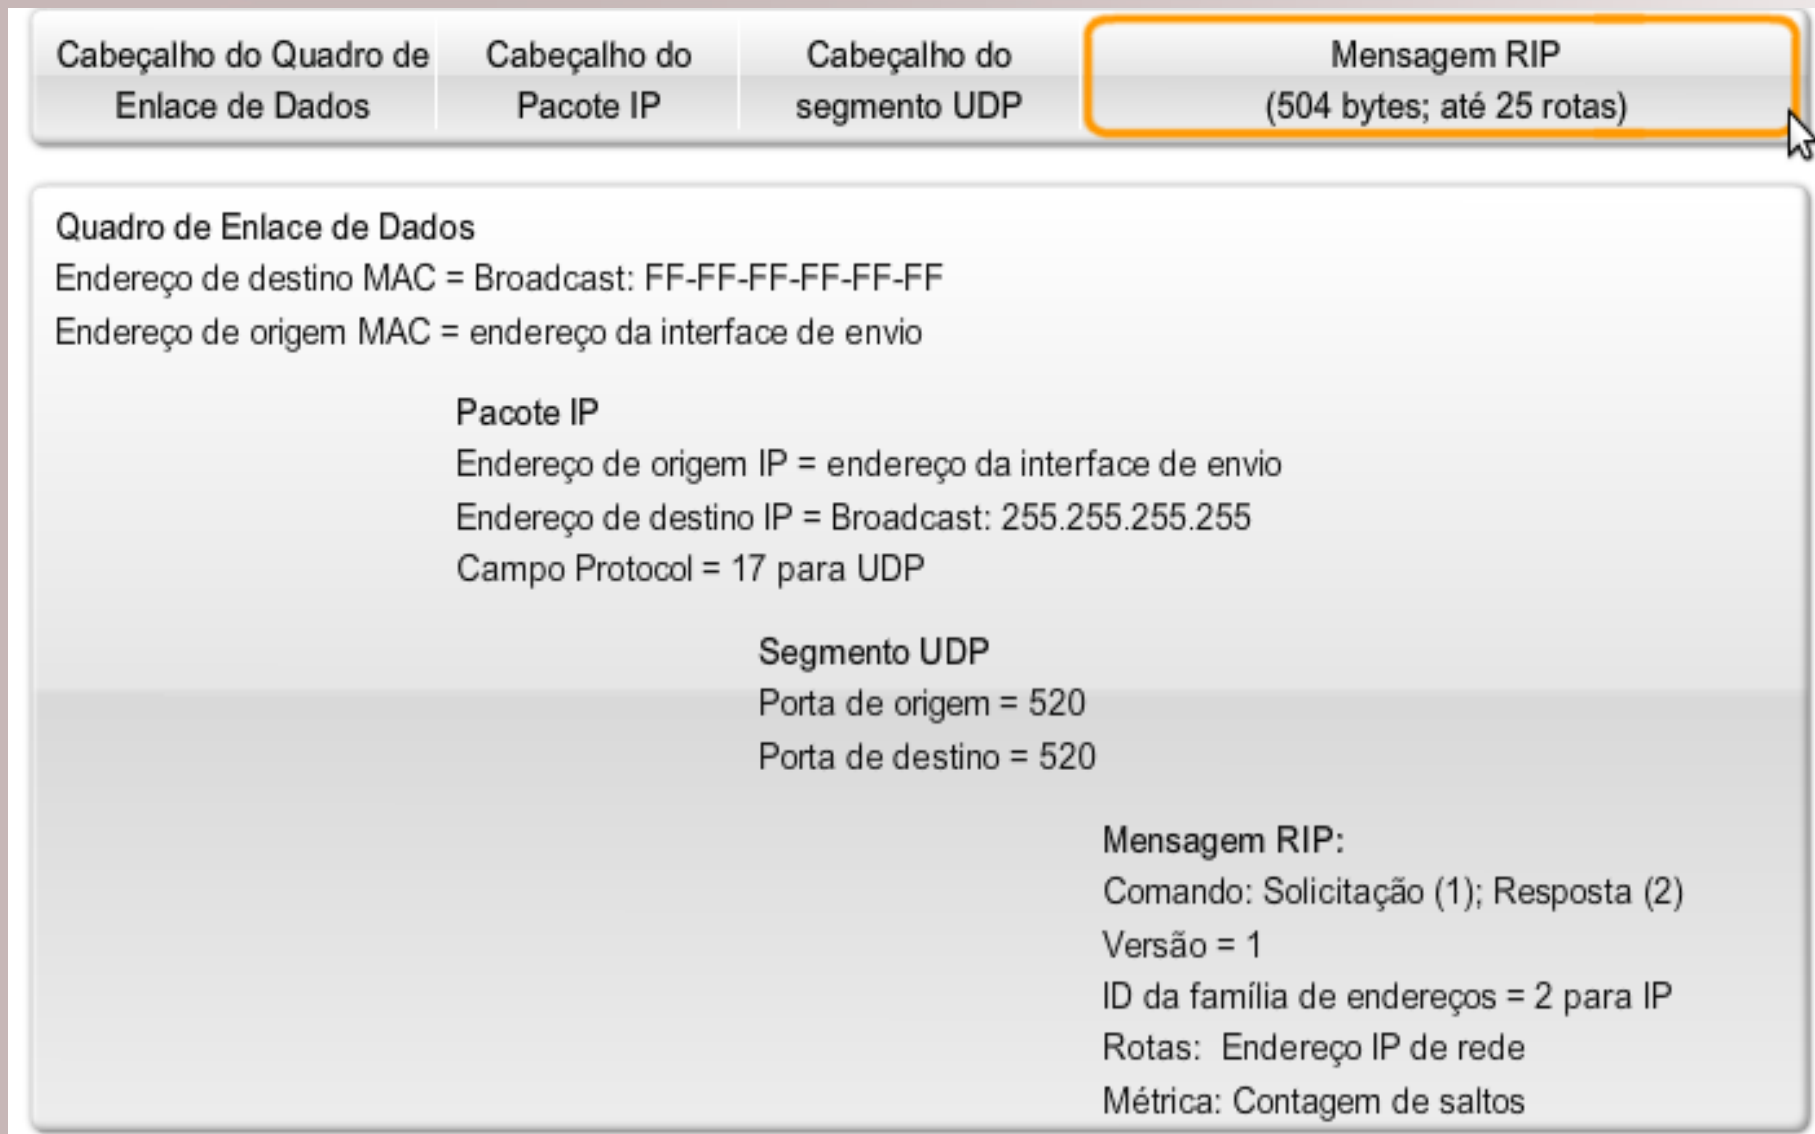 Cabeçalho do Quadro de
Enlace de Dados
Cabeçalho do
Pacote IP
Cabeçalho do
segmento UDP
Mensagem RIP
(504 bytes; até 25 rotas)
Quadro de Enlace de Dados
Endereço de destino MAC = Broadcast: FF-FF-FF-FF-FF-FF
Endereço de origem MAC = endereço da interface de envio
Pacote IP
Endereço de origem IP = endereço da interface de envio
Endereço de destino IP = Broadcast: 255.255.255.255
Campo Protocol = 17 para UDP
Segmento UDP
Porta de origem = 520
Porta de destino = 520
Mensagem RIP:
Comando: Solicitação (1); Resposta (2)
Versão = 1
ID da família de endereços = 2 para IP
Rotas: Endereço IP de rede
Métrica: Contagem de saltos